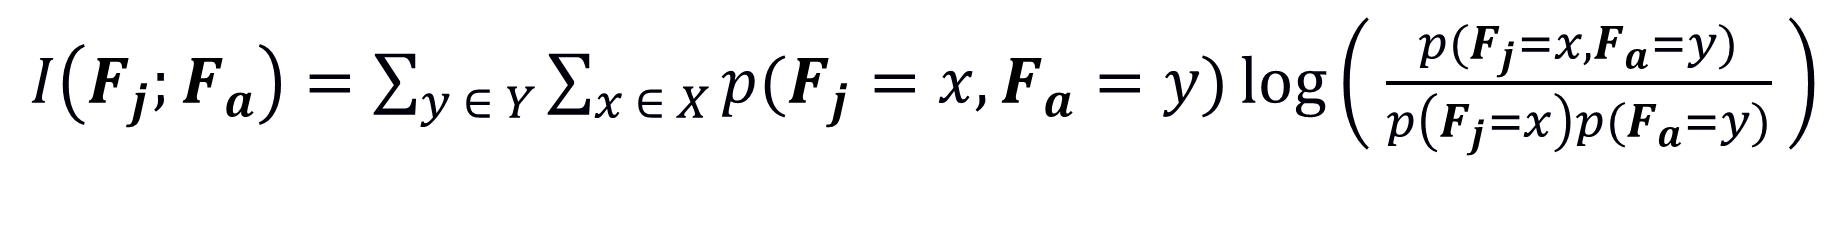 I(F_j; F_a) = ∑_{y ∈ Y} ∑_{x ∈ X} p(F_j = x, F_a = y) log( p(F_j=x,F_a=y) / p(F_j=x)p(F_a=y) )